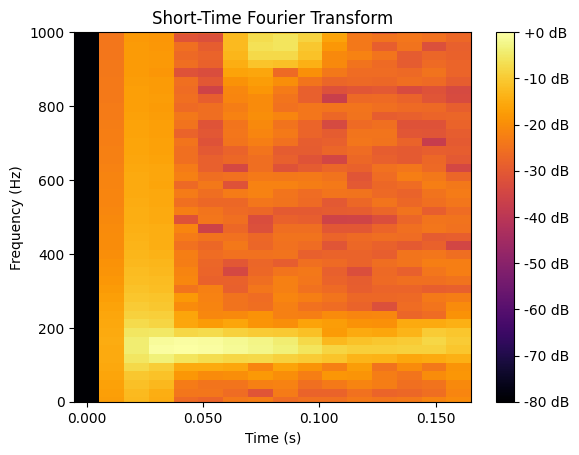 Short-Time Fourier Transform
Frequency (Hz)
1000
800
600
400
200
0
0.000
0.050
0.100
0.150
Time (s)
+0 dB
-10 dB
-20 dB
-30 dB
-40 dB
-50 dB
-60 dB
-70 dB
-80 dB